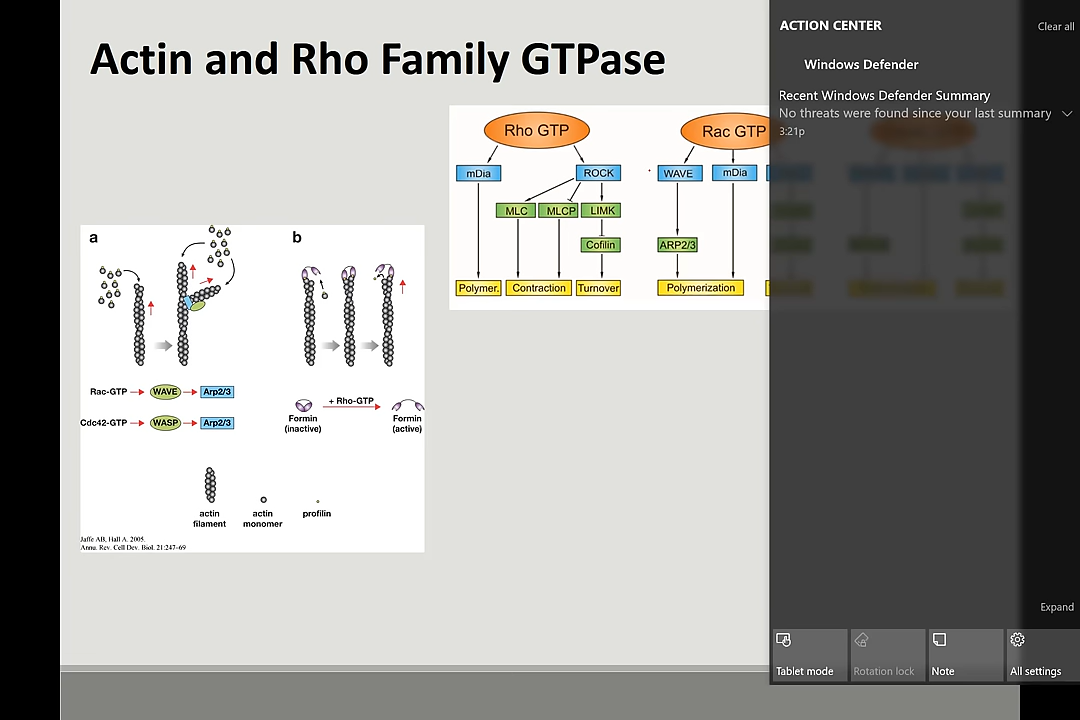 Actin and Rho Family GTPase
Rho GTP
Rac GTP
mDia
ROCK
WAVE
mDia
MLC
MLCP
LIMK
Cofilin
ARP2/3
Polymer.
Contraction
Turnover
Polymerization
a
b
Rac-GTP
WAVE
Arp2/3
Cdc42-GTP
WASP
Arp2/3
+ Rho-GTP
Formin
(inactive)
Formin
(active)
actin
filament
actin
monomer
profilin
Jaffe AB, Hall A. 2005.
Annu. Rev. Cell Dev. Biol. 21:247–69
ACTION CENTER
Clear all
Windows Defender
Recent Windows Defender Summary
No threats were found since your last summary
3:21p
Expand
Tablet mode
Rotation lock
Note
All settings